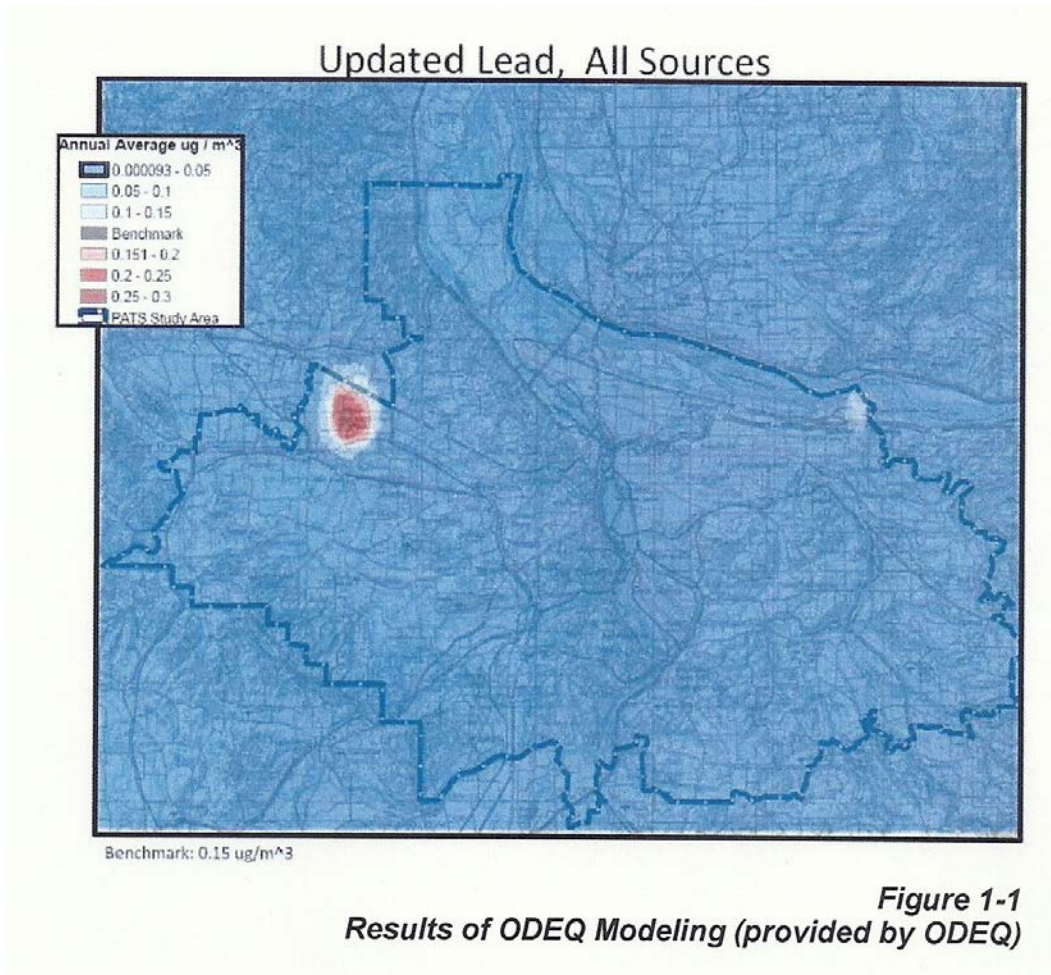 Updated Lead, All Sources
Annual Average ug / m^3
0.000093 - 0.05
0.05 - 0.1
0.1 - 0.15
Benchmark
0.151 - 0.2
0.2 - 0.25
0.25 - 0.3
PATS Study Area
Benchmark: 0.15 ug/m^3
Figure 1-1
Results of ODEQ Modeling (provided by ODEQ)